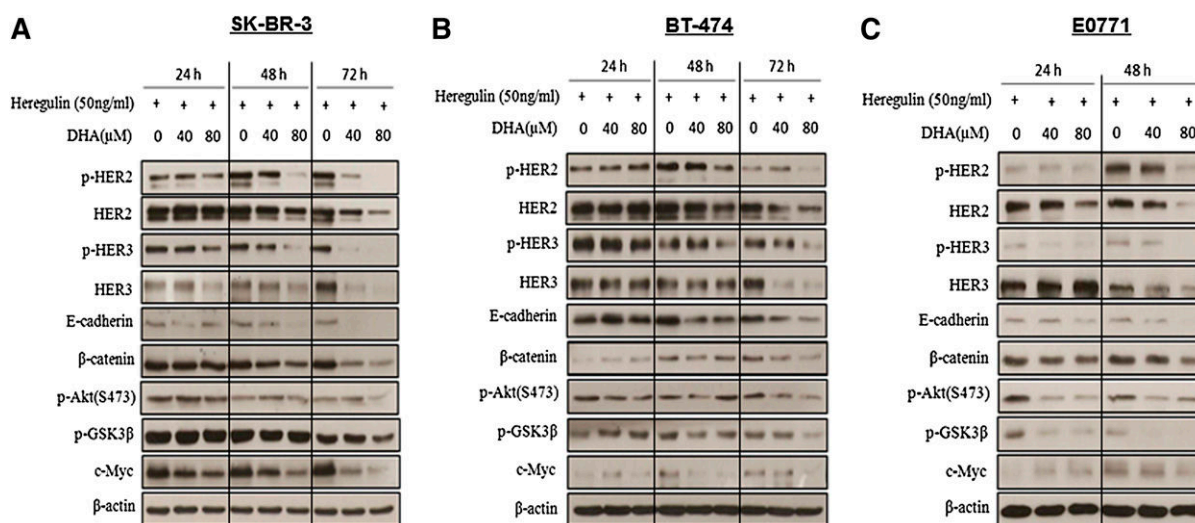 A
SK-BR-3
24 h 48 h 72 h
Heregulin (50ng/ml) + + + + + + + + +
DHA(µM) 0 40 80 0 40 80 0 40 80
p-HER2
HER2
p-HER3
HER3
E-cadherin
β-catenin
p-Akt(S473)
p-GSK3β
c-Myc
β-actin
B
BT-474
24 h 48 h 72 h
Heregulin (50ng/ml) + + + + + + + + +
DHA(µM) 0 40 80 0 40 80 0 40 80
p-HER2
HER2
p-HER3
HER3
E-cadherin
β-catenin
p-Akt(S473)
p-GSK3β
c-Myc
β-actin
C
E0771
24 h 48 h
Heregulin (50ng/ml) + + + + + +
DHA(µM) 0 40 80 0 40 80
p-HER2
HER2
p-HER3
HER3
E-cadherin
β-catenin
p-Akt(S473)
p-GSK3β
c-Myc
β-actin